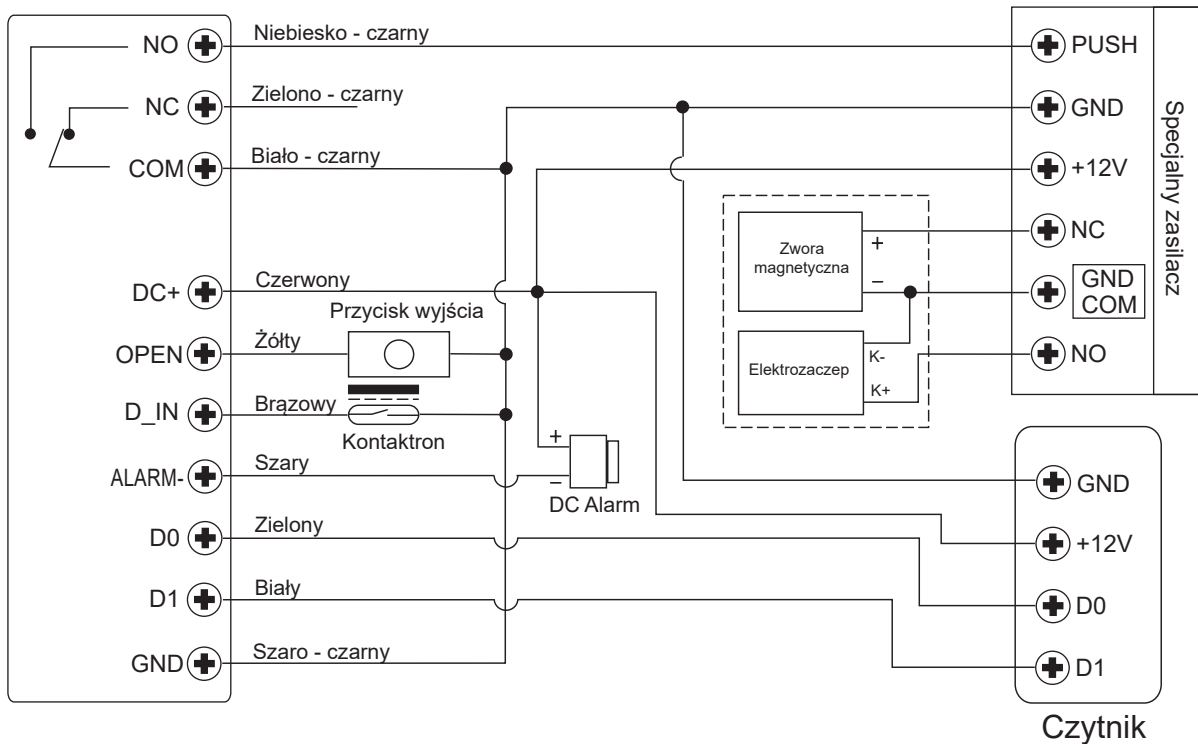 NO
Niebiesko - czarny
NC
Zielono - czarny
COM
Biało - czarny
DC+
Czerwony
Przycisk wyjścia
OPEN
Żółty
D_IN
Brązowy
Kontaktron
ALARM-
Szary
+
–
DC Alarm
D0
Zielony
D1
Biały
GND
Szaro - czarny
Zwora
magnetyczna
+
–
Elektrozaczep
K-
K+
PUSH
GND
+12V
NC
GND
COM
NO
Specjalny zasilacz
GND
+12V
D0
D1
Czytnik